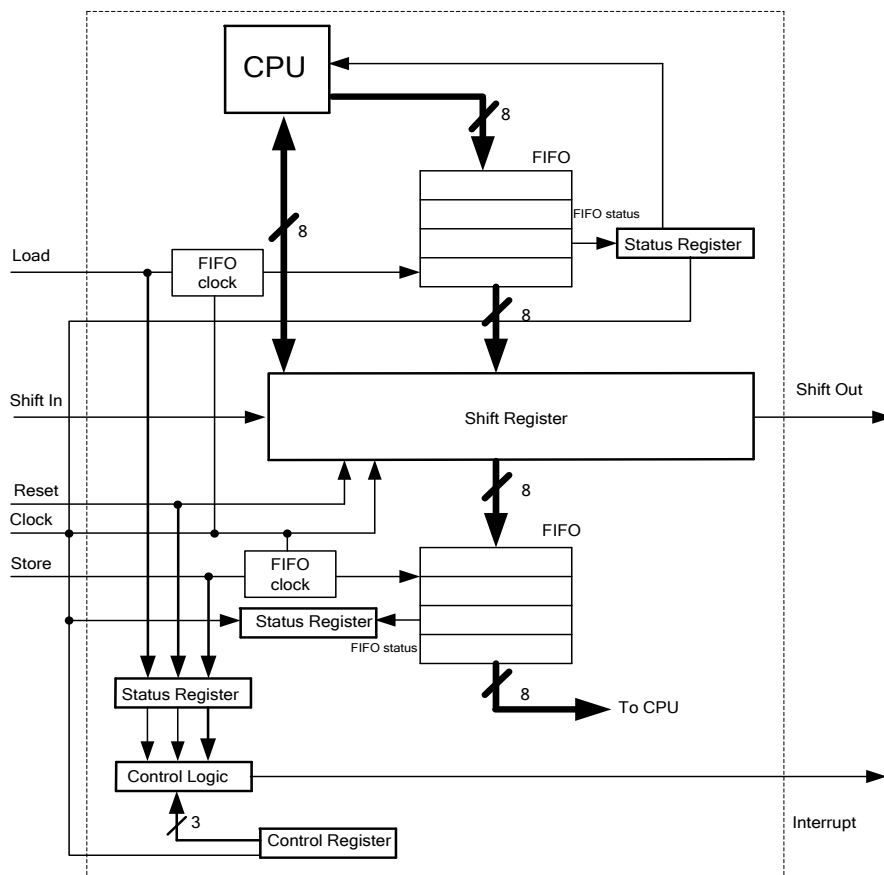 CPU
8
FIFO
FIFO status
Status Register
8
Load
FIFO
clock
8
Shift In
Shift Register
Shift Out
Reset
8
Clock
FIFO
Store
FIFO
clock
Status Register
FIFO status
Status Register
8
To CPU
Control Logic
3
Interrupt
Control Register